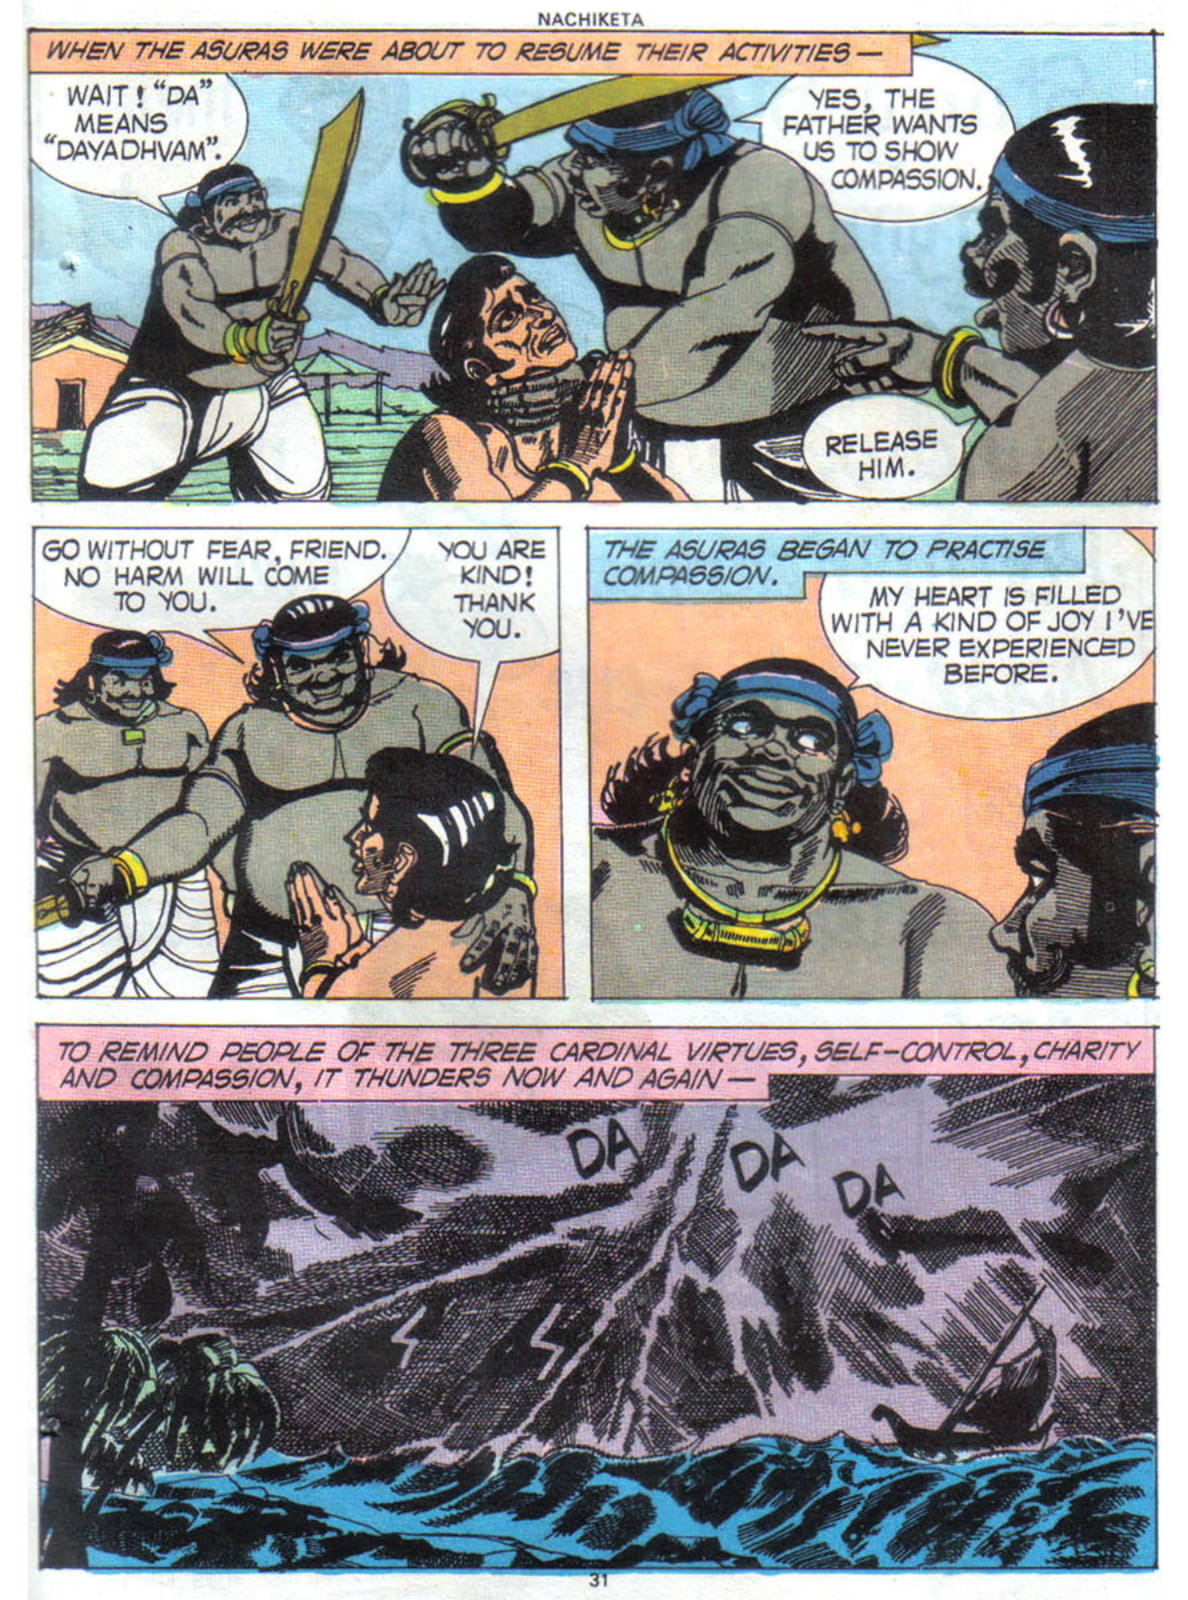 NACHIKETA
WHEN THE ASURAS WERE ABOUT TO RESUME THEIR ACTIVITIES—
WAIT! "DA"
MEANS
"DAYADHVAM".
YES, THE
FATHER WANTS
US TO SHOW
COMPASSION.
RELEASE
HIM.
GO WITHOUT FEAR, FRIEND.
NO HARM WILL COME
TO YOU.
YOU ARE
KIND!
THANK
YOU.
THE ASURAS BEGAN TO PRACTISE
COMPASSION.
MY HEART IS FILLED
WITH A KIND OF JOY I'VE
NEVER EXPERIENCED
BEFORE.
TO REMIND PEOPLE OF THE THREE CARDINAL VIRTUES, SELF-CONTROL, CHARITY
AND COMPASSION, IT THUNDERS NOW AND AGAIN—
DA
DA
DA
31